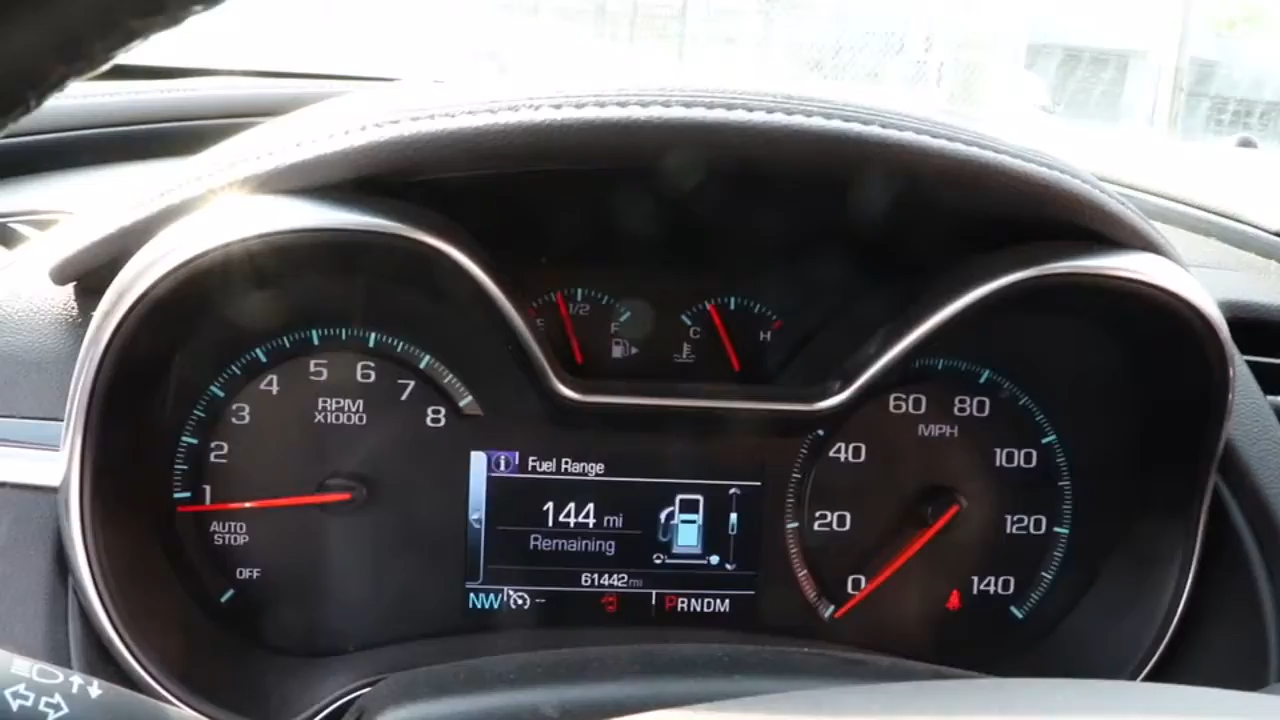 E 1/2 F
C H
1 2 3 4 5 6 7 8
RPM
X1000
AUTO
STOP
OFF
i Fuel Range
144 mi
Remaining
61442 mi
NW -- PRNDM
0 20 40 60 80 100 120 140
MPH